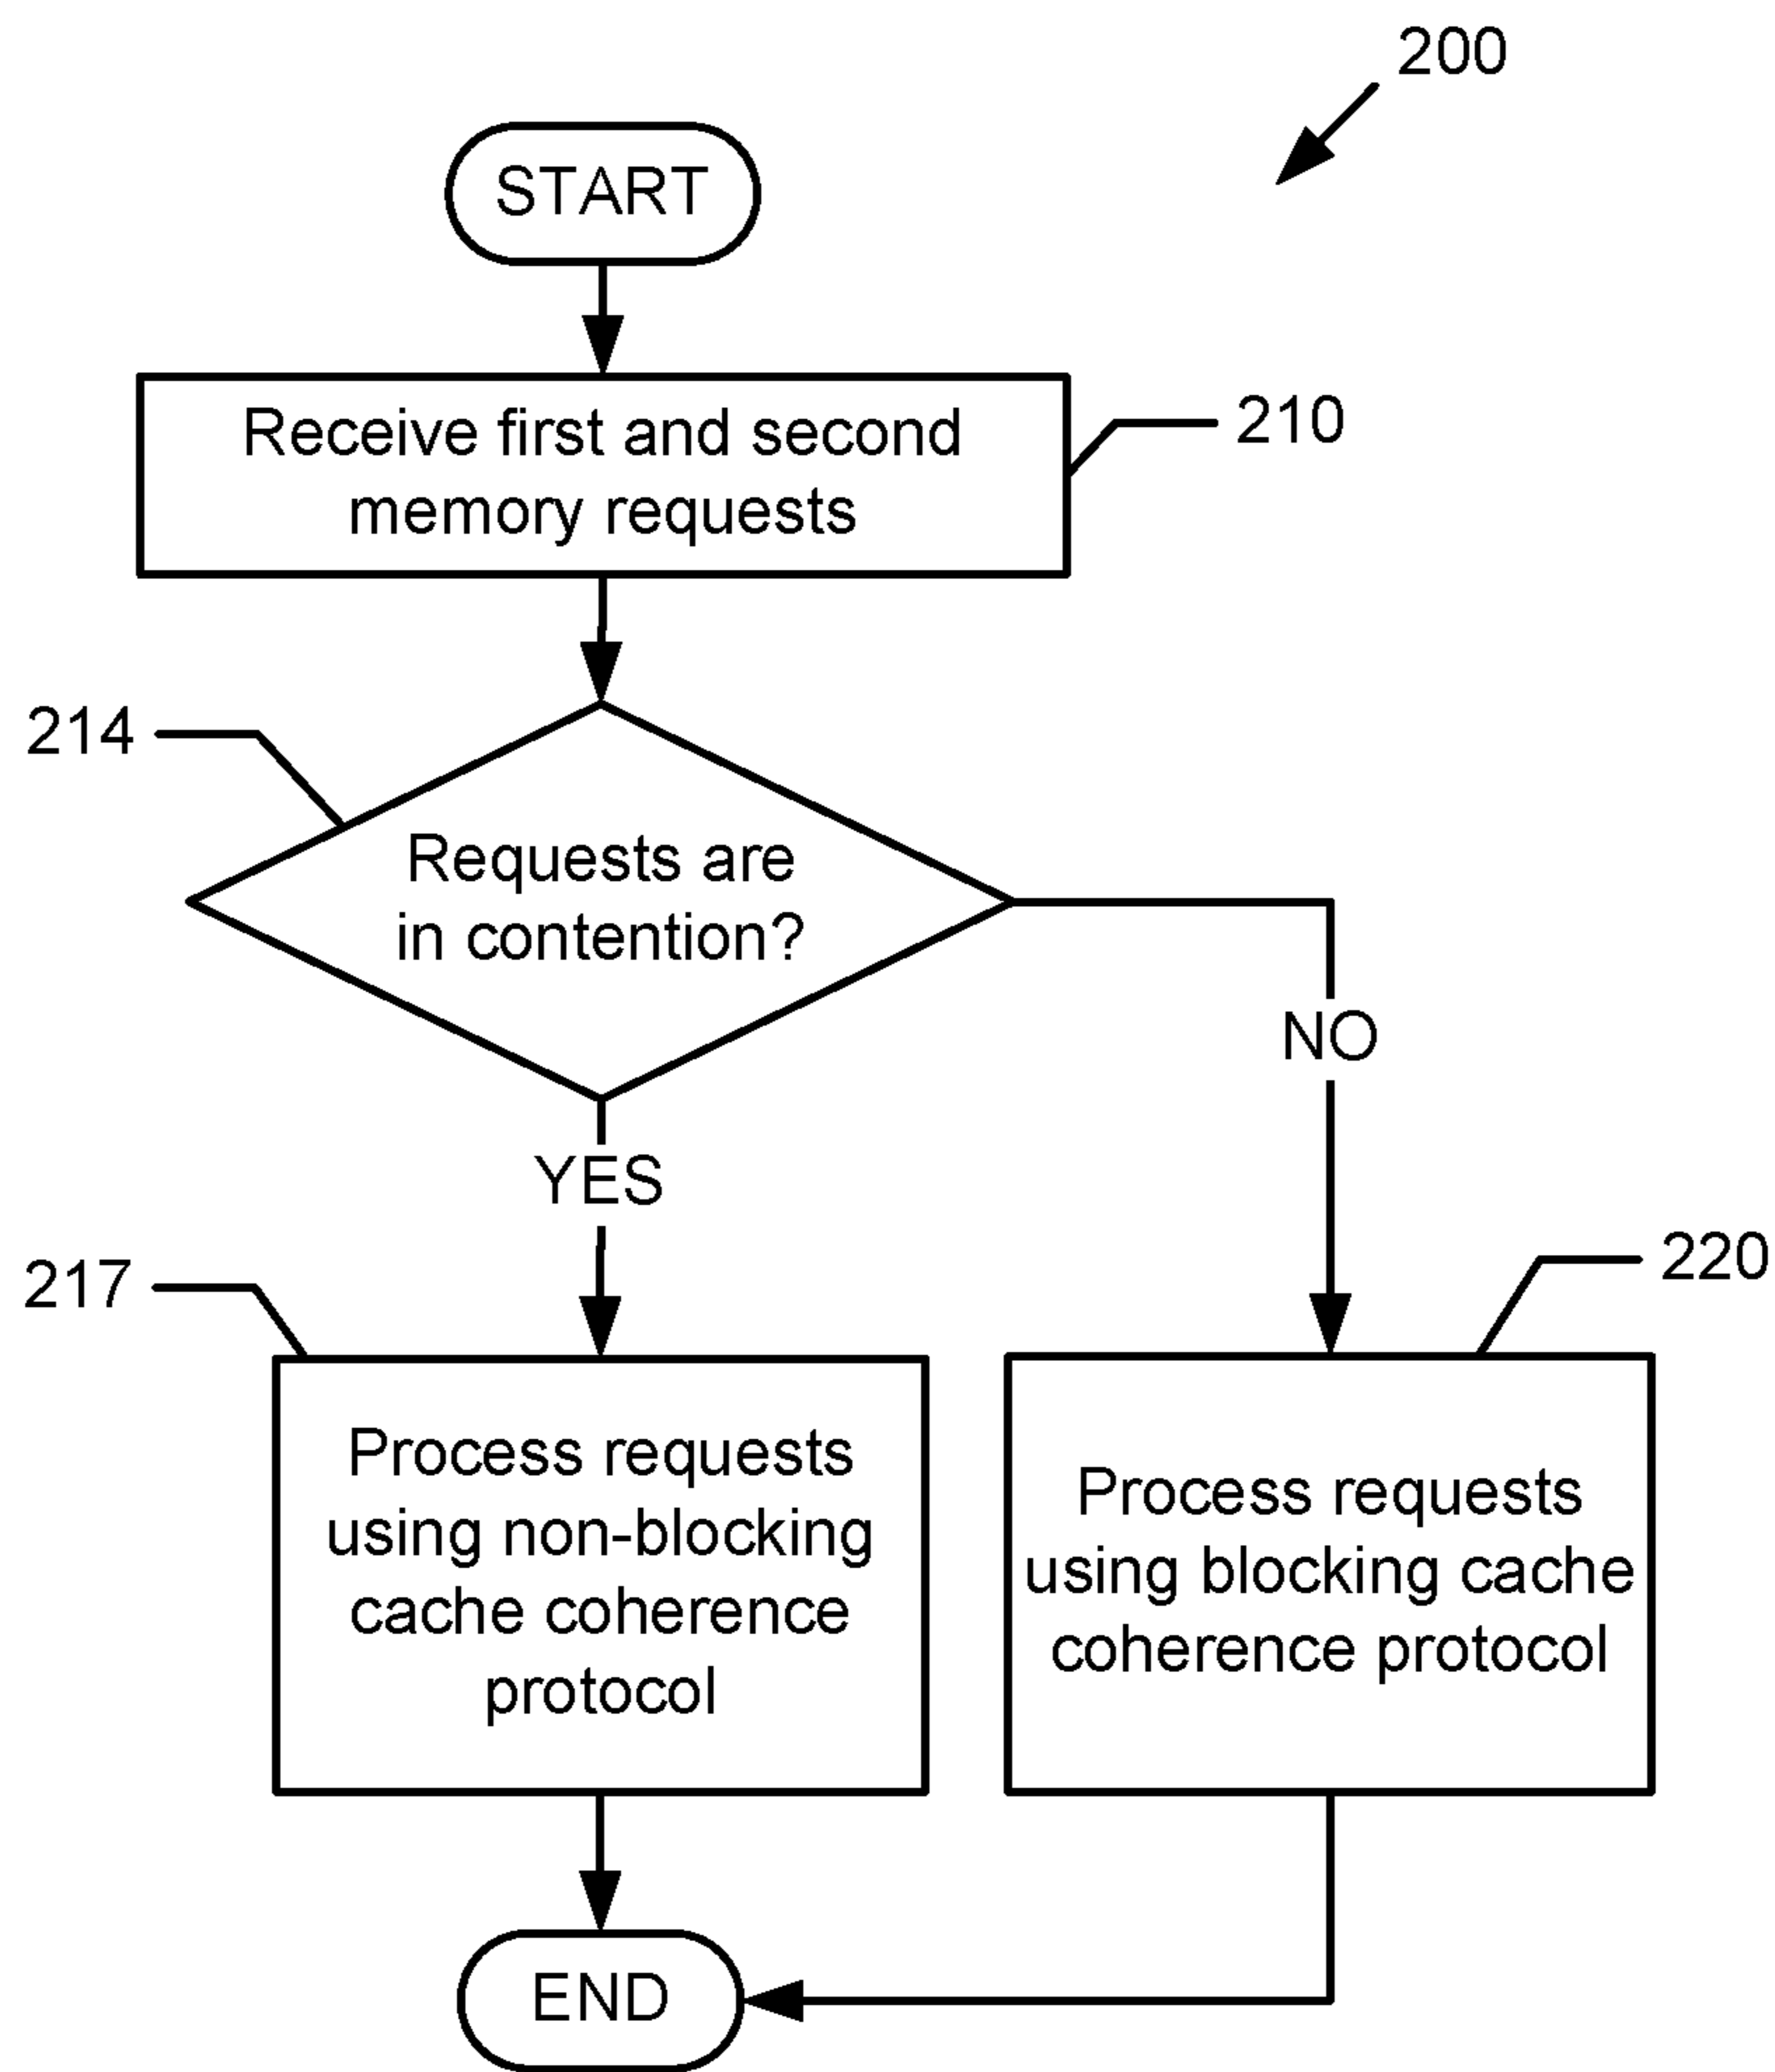 200
START
Receive first and second
memory requests
210
214
Requests are
in contention?
NO
YES
217
220
Process requests
using non-blocking
cache coherence
protocol
Process requests
using blocking cache
coherence protocol
END